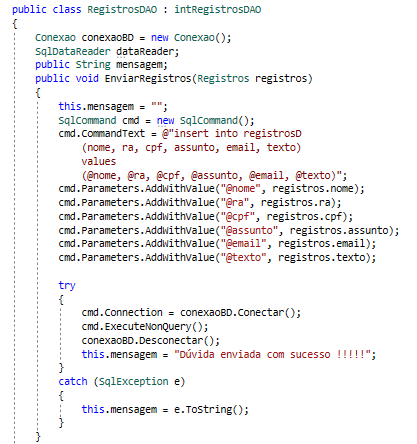 public class RegistrosDAO : intRegistrosDAO
{
Conexao conexaoBD = new Conexao();
SqlDataReader dataReader;
public String mensagem;
public void EnviarRegistros(Registros registros)
{
this.mensagem = "";
SqlCommand cmd = new SqlCommand();
cmd.CommandText = @"insert into registrosD
(nome, ra, cpf, assunto, email, texto)
values
(@nome, @ra, @cpf, @assunto, @email, @texto)";
cmd.Parameters.AddWithValue("@nome", registros.nome);
cmd.Parameters.AddWithValue("@ra", registros.ra);
cmd.Parameters.AddWithValue("@cpf", registros.cpf);
cmd.Parameters.AddWithValue("@assunto", registros.assunto);
cmd.Parameters.AddWithValue("@email", registros.email);
cmd.Parameters.AddWithValue("@texto", registros.texto);
try
{
cmd.Connection = conexaoBD.Conectar();
cmd.ExecuteNonQuery();
conexaoBD.Desconectar();
this.mensagem = "Dúvida enviada com sucesso !!!!!";
}
catch (SqlException e)
{
this.mensagem = e.ToString();
}
}